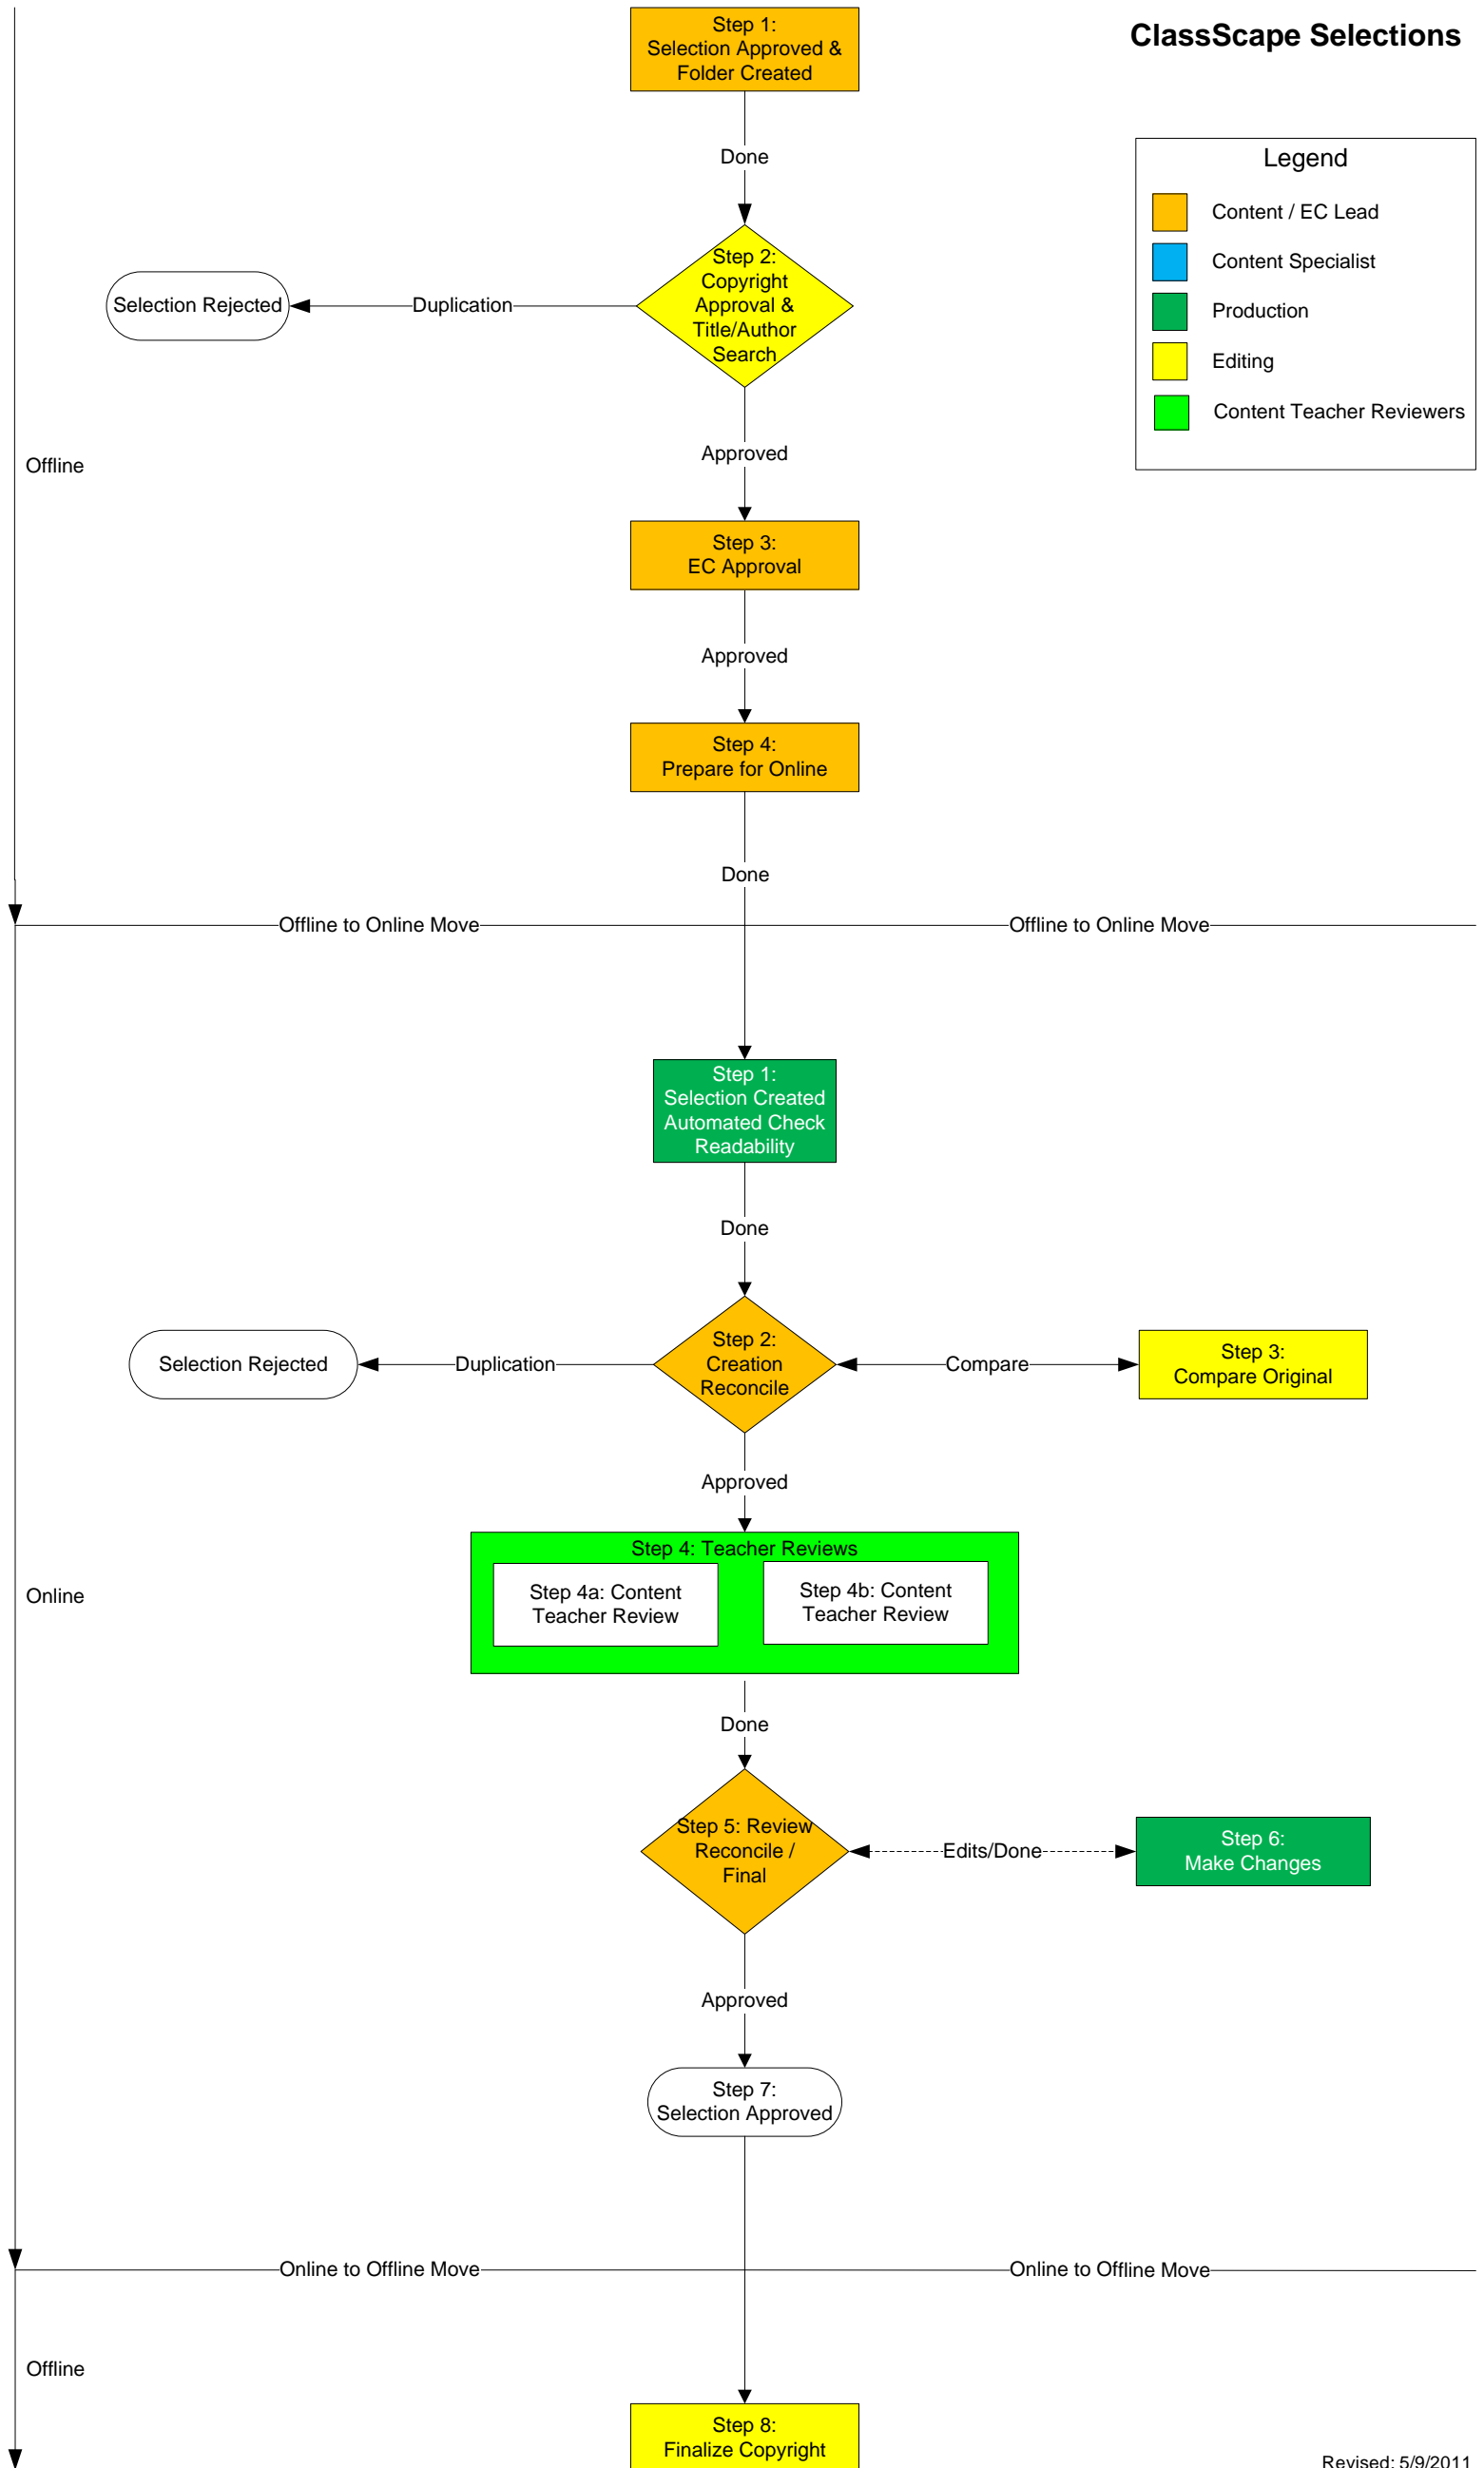 ClassScape Selections
Step 1:
Selection Approved &
Folder Created
Legend
Content / EC Lead
Content Specialist
Production
Editing
Content Teacher Reviewers
Done
Step 2:
Copyright
Approval &
Title/Author
Search
Duplication
Selection Rejected
Approved
Offline
Step 3:
EC Approval
Approved
Step 4:
Prepare for Online
Done
Offline to Online Move
Offline to Online Move
Step 1:
Selection Created
Automated Check
Readability
Done
Step 2:
Creation
Reconcile
Duplication
Selection Rejected
Compare
Step 3:
Compare Original
Approved
Online
Step 4: Teacher Reviews
Step 4a: Content
Teacher Review
Step 4b: Content
Teacher Review
Done
Step 5: Review
Reconcile /
Final
Edits/Done
Step 6:
Make Changes
Approved
Step 7:
Selection Approved
Online to Offline Move
Online to Offline Move
Offline
Step 8:
Finalize Copyright
Revised: 5/9/2011